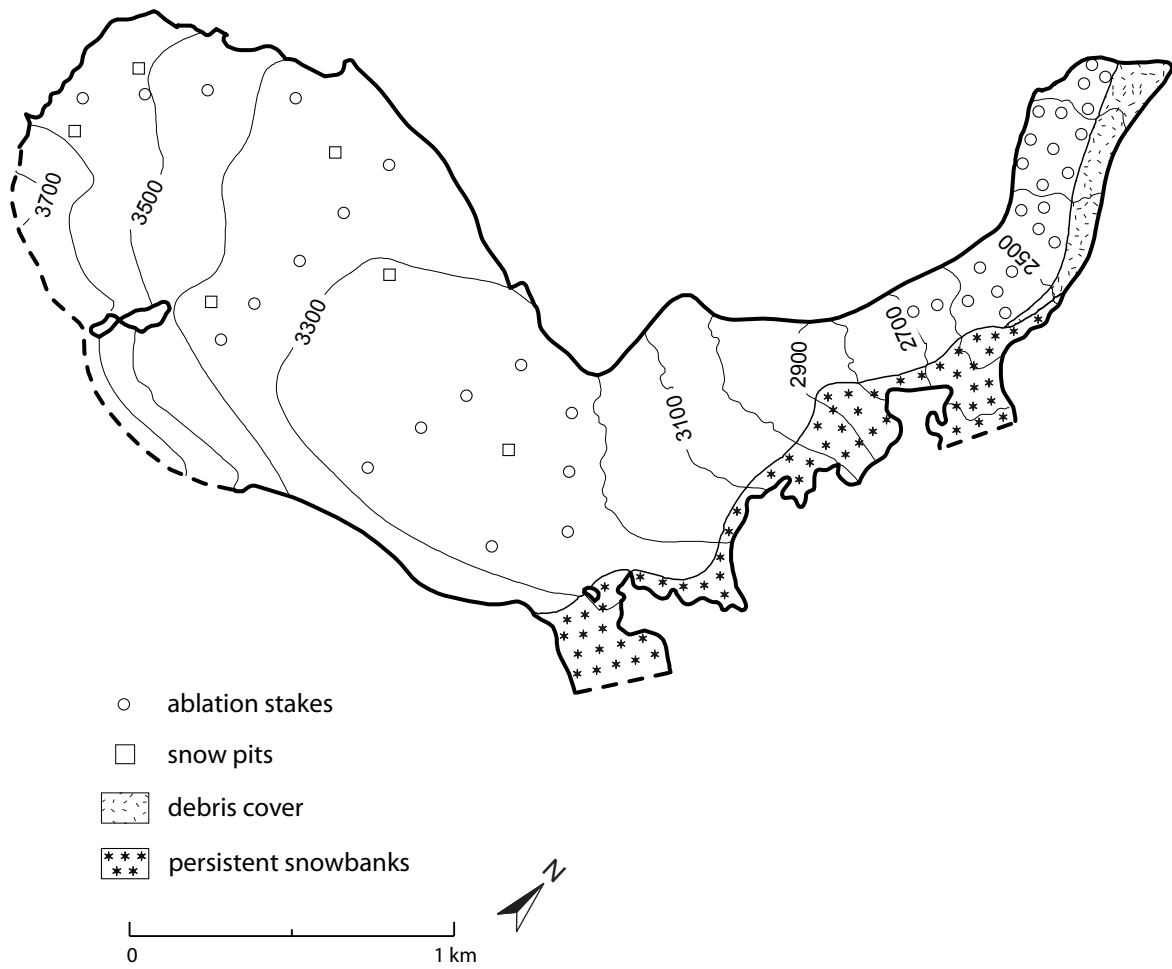 3700
3500
3300
3100
2900
2700
2500
ablation stakes
snow pits
debris cover
persistent snowbanks
N
0
1 km